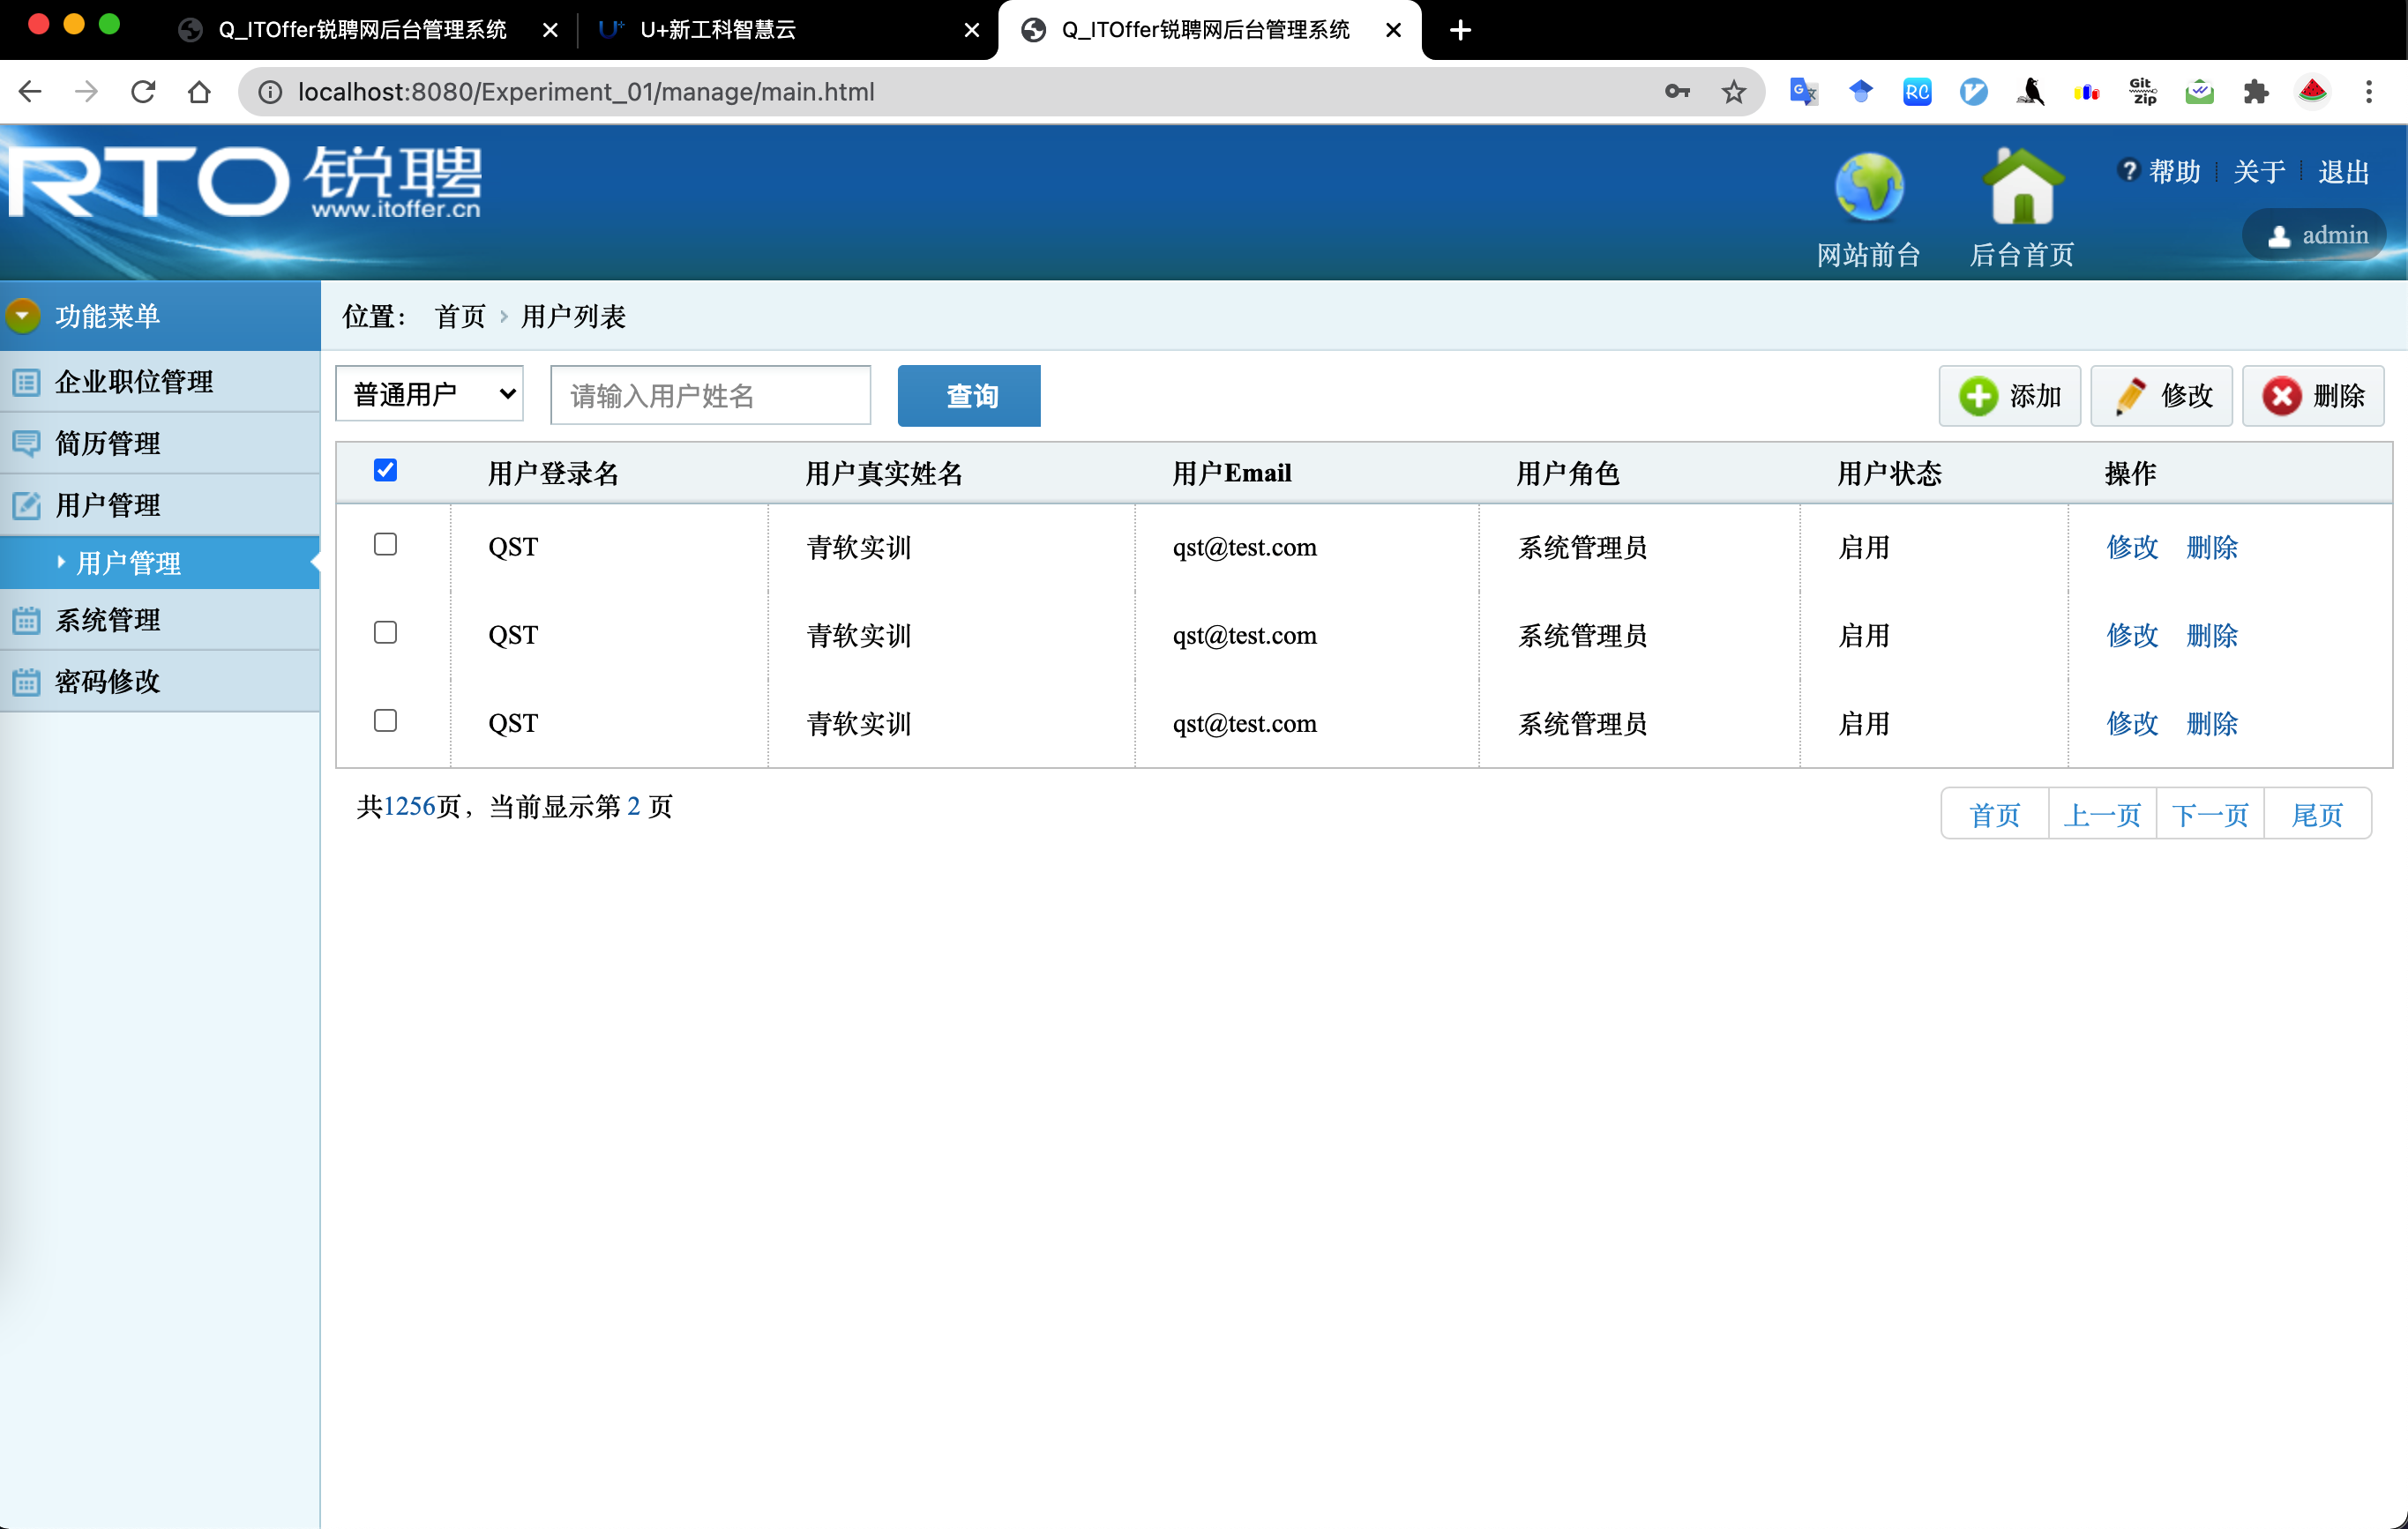 Q_ITOffer锐聘网后台管理系统
U+新工科智慧云
Q_ITOffer锐聘网后台管理系统
localhost:8080/Experiment_01/manage/main.html
RC
Git Zip
RTO 锐聘
www.itoffer.cn
网站前台
后台首页
帮助 关于 退出
admin
功能菜单
企业职位管理
简历管理
用户管理
用户管理
系统管理
密码修改
位置： 首页 用户列表
普通用户 请输入用户姓名 查询 添加 修改 删除
用户登录名 用户真实姓名 用户Email 用户角色 用户状态 操作
QST 青软实训 qst@test.com 系统管理员 启用 修改 删除
QST 青软实训 qst@test.com 系统管理员 启用 修改 删除
QST 青软实训 qst@test.com 系统管理员 启用 修改 删除
共1256页，当前显示第 2 页
首页 上一页 下一页 尾页